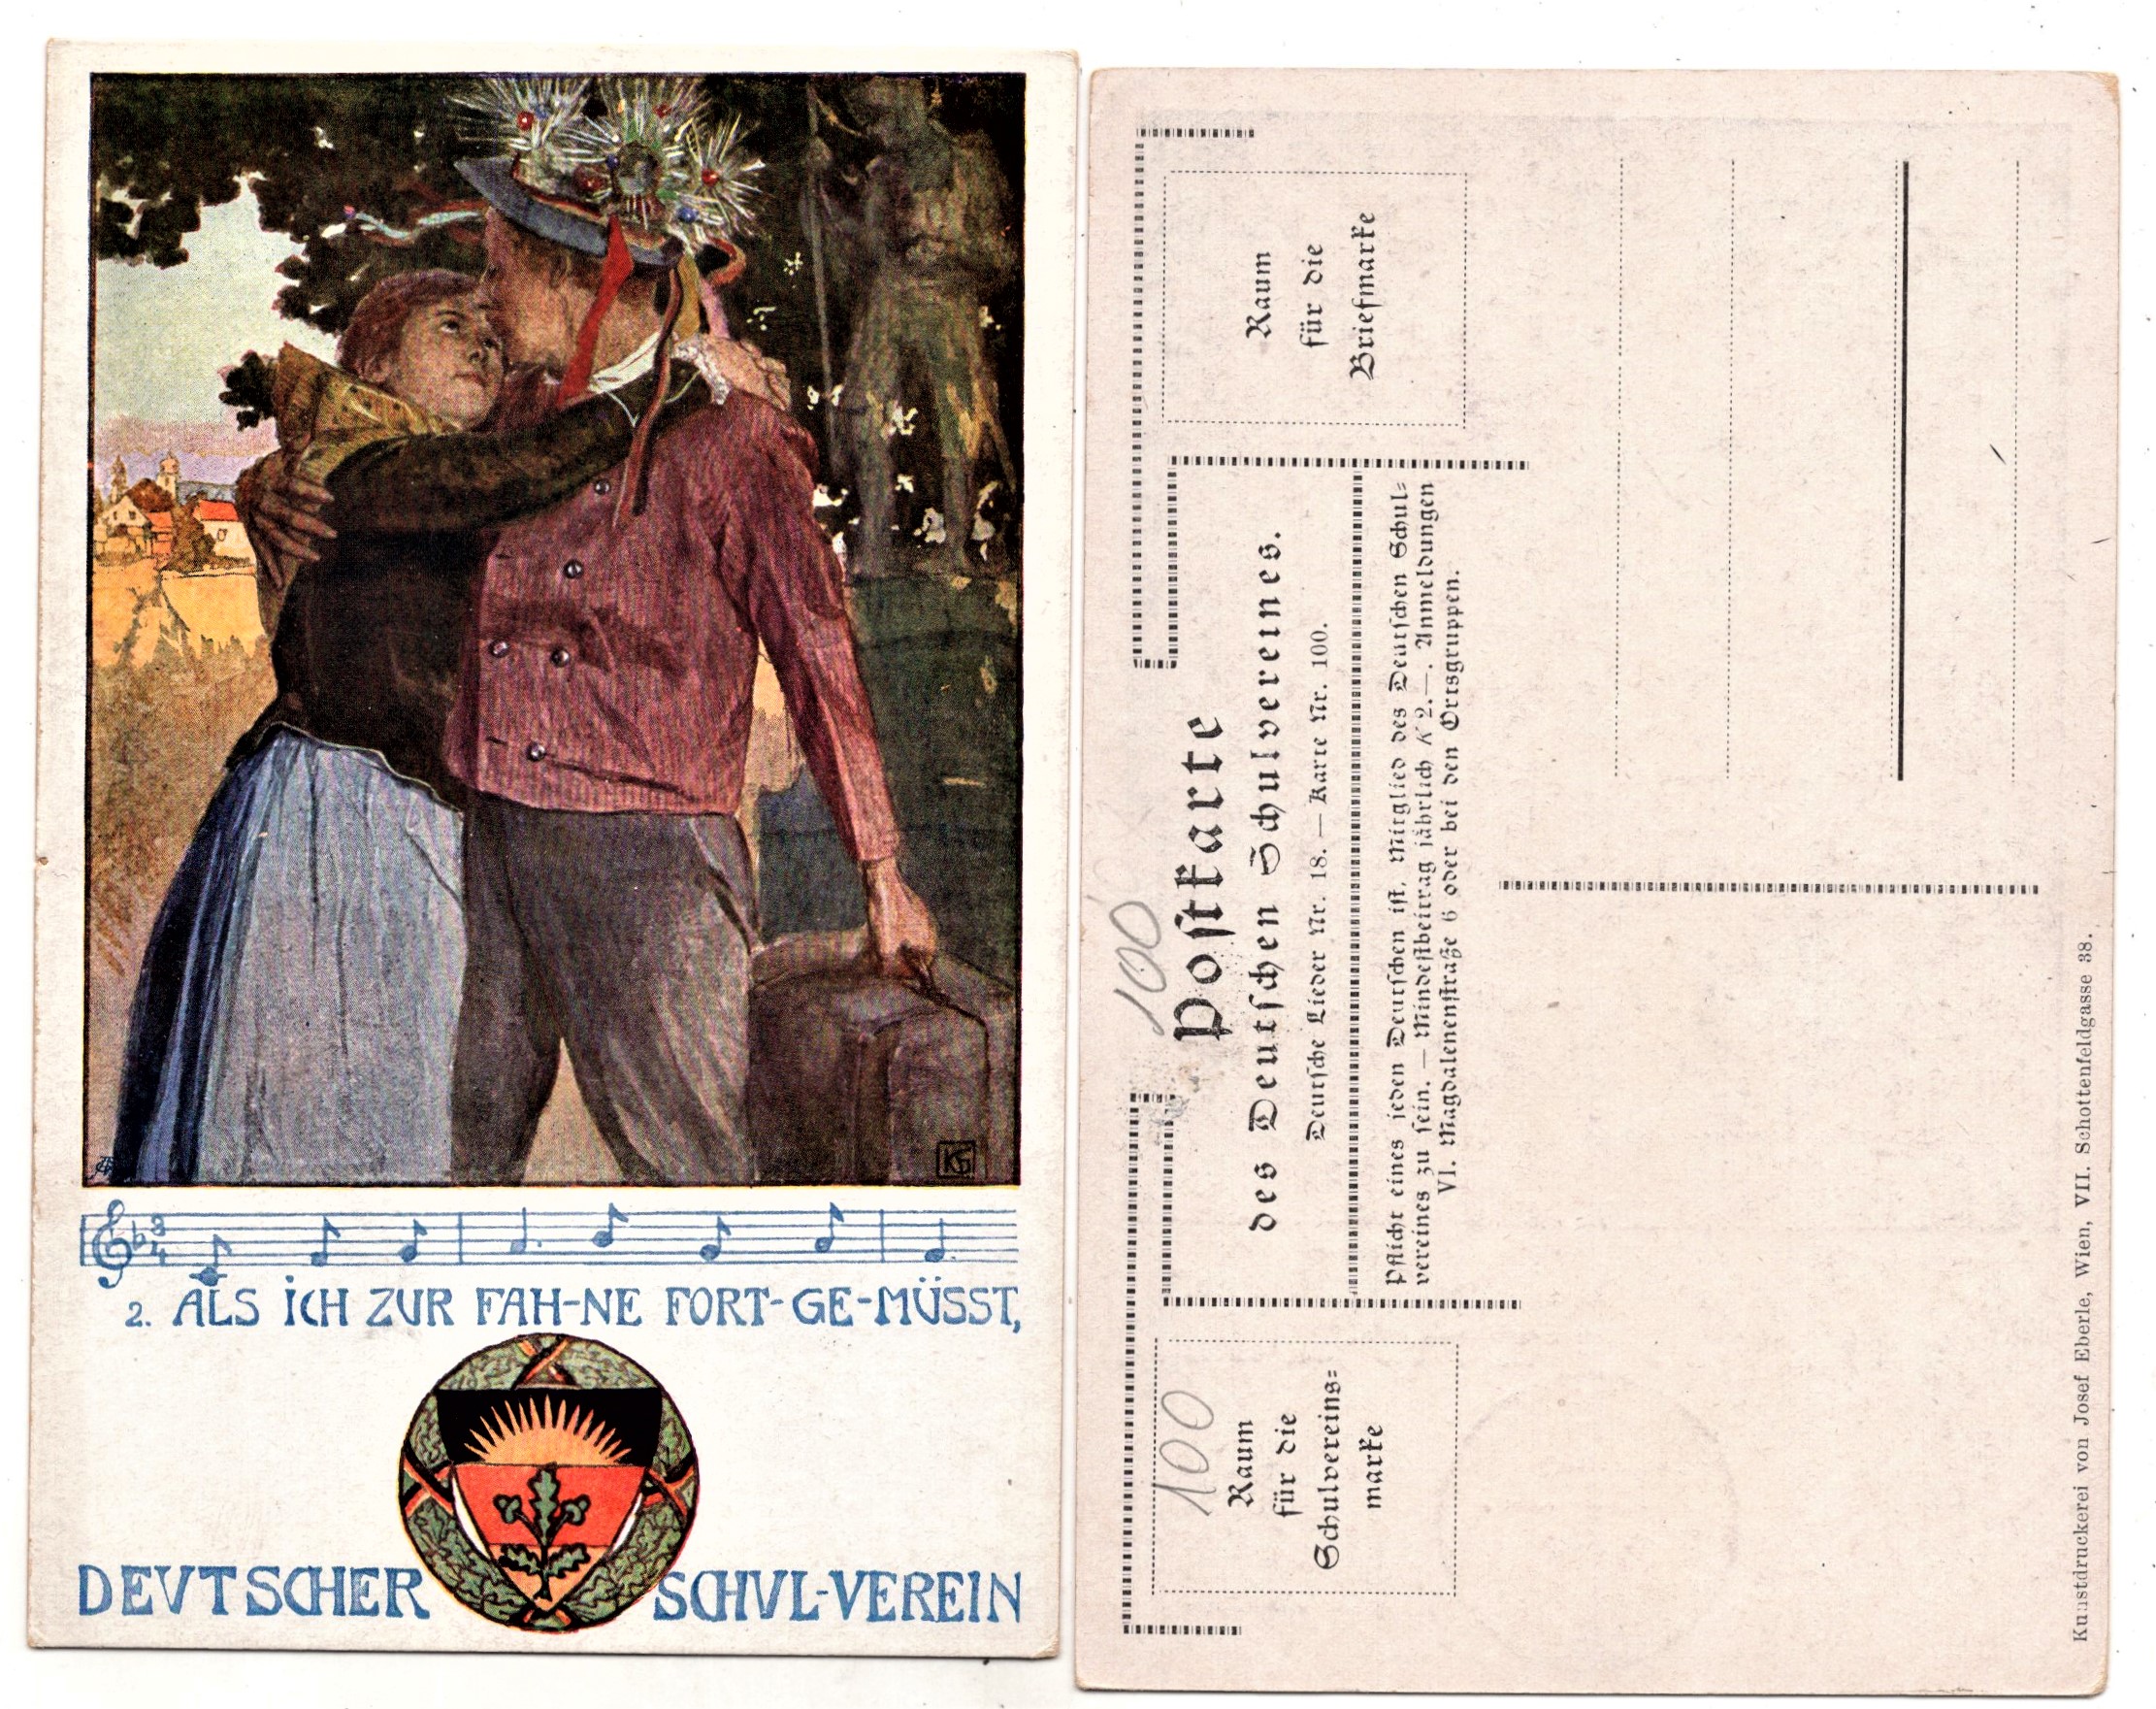 KG
2. ALS ICH ZUR FAH-NE FORT-GE-MÜSST,
DEVTSCHER SCHVL-VEREIN
100
Postkarte
des Deutschen Schulvereines.
Deutsche Lieder Nr. 18. — Karte Nr. 100.
Pflicht eines jeden Deutschen ist, Mitglied des Deutschen Schul-
vereines zu sein. — Mindestbeitrag jährlich K 2.—. Anmeldungen
VI. Magdalenenstraße 6 oder bei den Ortsgruppen.
Raum
für die
Briefmarke
100
Raum
für die
Schulvereins-
marke
Kunstdruckerei von Josef Eberle, Wien, VII. Schottenfeldgasse 38.